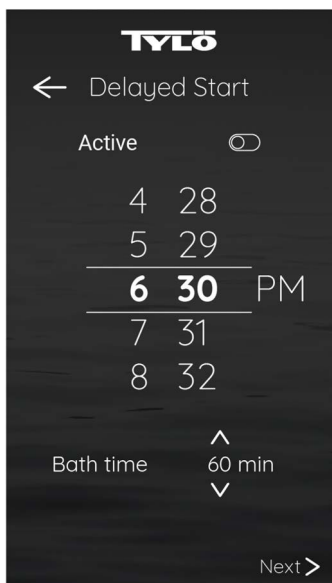 TYLÖ
Delayed Start
Active
4 28
5 29
6 30 PM
7 31
8 32
Bath time 60 min
Next >